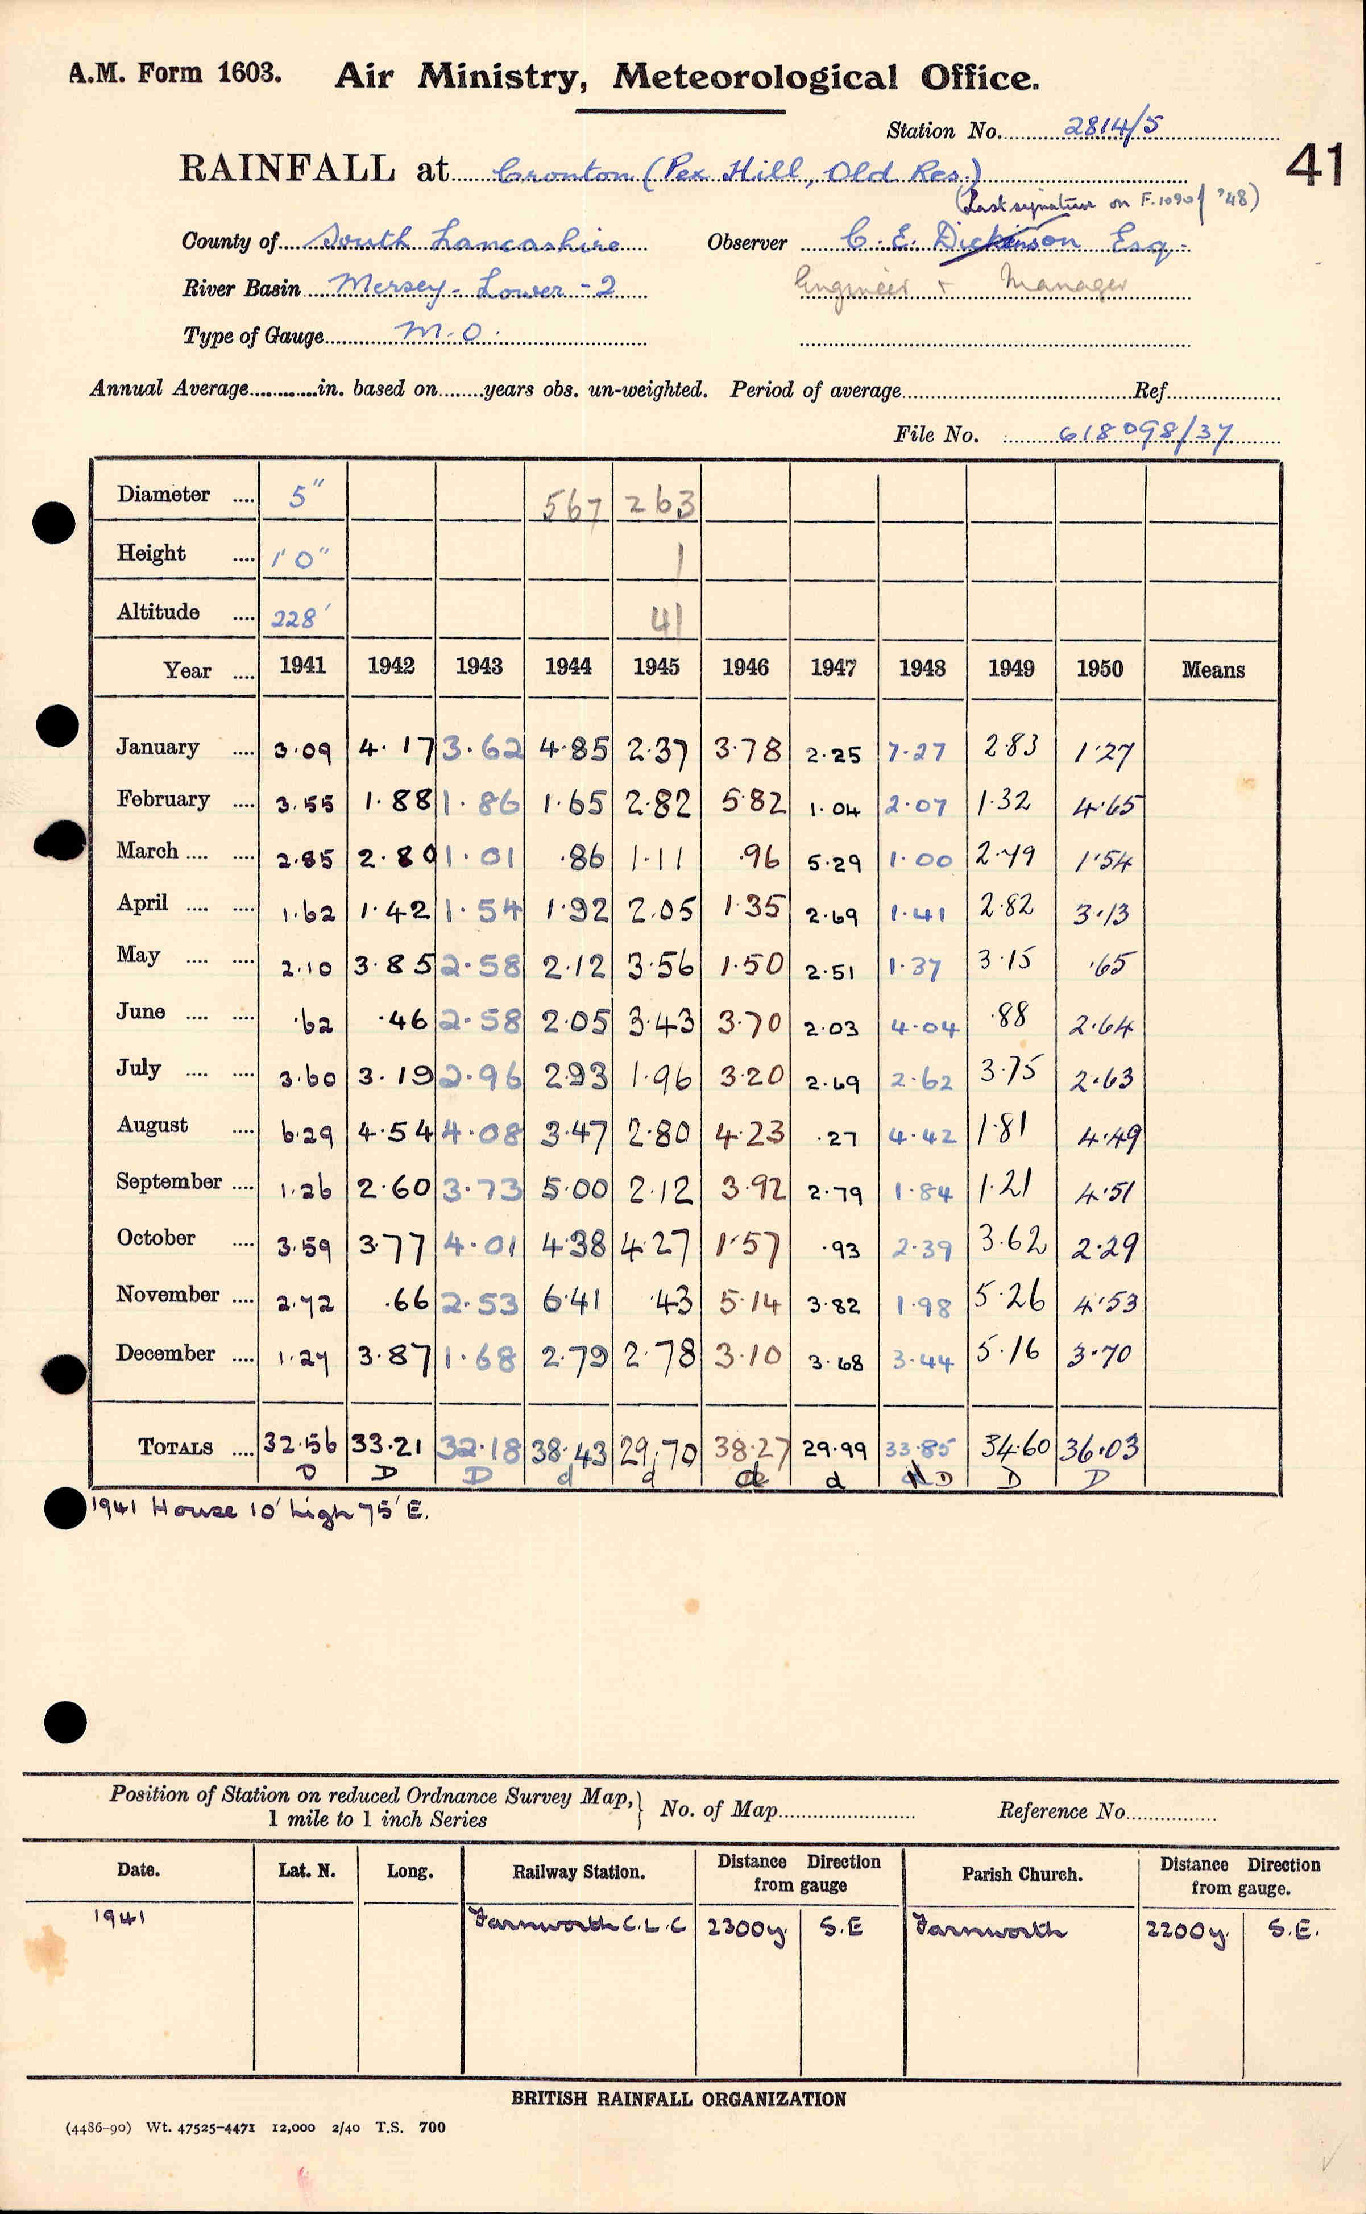 A.M. Form 1603. Air Ministry, Meteorological Office.
Station No. 2814/5
41
RAINFALL at Cronton (Pex Hill, Old Res.)
(Last signature on F.1090f '48)
County of South Lancashire Observer C. E. Dickinson Esq.
River Basin Mersey - Lower - 2 Engineer + Manager
Type of Gauge M.O.
Annual Average in. based on years obs. un-weighted. Period of average Ref.
File No. 618098/37
Diameter 5" 567 263
Height 1' 0" 1
Altitude 228' 41
Year 1941 1942 1943 1944 1945 1946 1947 1948 1949 1950 Means
January 3.09 4.17 3.62 4.85 2.37 3.78 2.25 7.27 2.83 1.27
February 3.55 1.88 1.86 1.65 2.82 5.82 1.04 2.07 1.32 4.65
March 2.85 2.80 1.01 .86 1.11 .96 5.29 1.00 2.79 1.54
April 1.62 1.42 1.54 1.92 2.05 1.35 2.69 1.41 2.82 3.13
May 2.10 3.85 2.58 2.12 3.56 1.50 2.51 1.37 3.15 .65
June .62 .46 2.58 2.05 3.43 3.70 2.03 4.04 .88 2.64
July 3.60 3.19 2.96 2.93 1.96 3.20 2.69 2.62 3.75 2.63
August 6.29 4.54 4.08 3.47 2.80 4.23 .27 4.42 1.81 4.49
September 1.26 2.60 3.73 5.00 2.12 3.92 2.79 1.84 1.21 4.51
October 3.59 3.77 4.01 4.38 4.27 1.57 .93 2.39 3.62 2.29
November 2.72 .66 2.53 6.41 .43 5.14 3.82 1.98 5.26 4.53
December 1.27 3.87 1.68 2.79 2.78 3.10 3.68 3.44 5.16 3.70
TOTALS 32.56 33.21 32.18 38.43 29.70 38.27 29.99 33.85 34.60 36.03
D D D d d d d D D D
1941 House 10' high 75' E.
Position of Station on reduced Ordnance Survey Map, 1 mile to 1 inch Series } No. of Map Reference No.
Date. Lat. N. Long. Railway Station. Distance Direction from gauge Parish Church. Distance Direction from gauge.
1941 Farnworth C.L.C 2300y. S.E Farnworth 2200y. S.E.
BRITISH RAINFALL ORGANIZATION
(4486-90) Wt. 47525-4471 12,000 2/40 T.S. 700